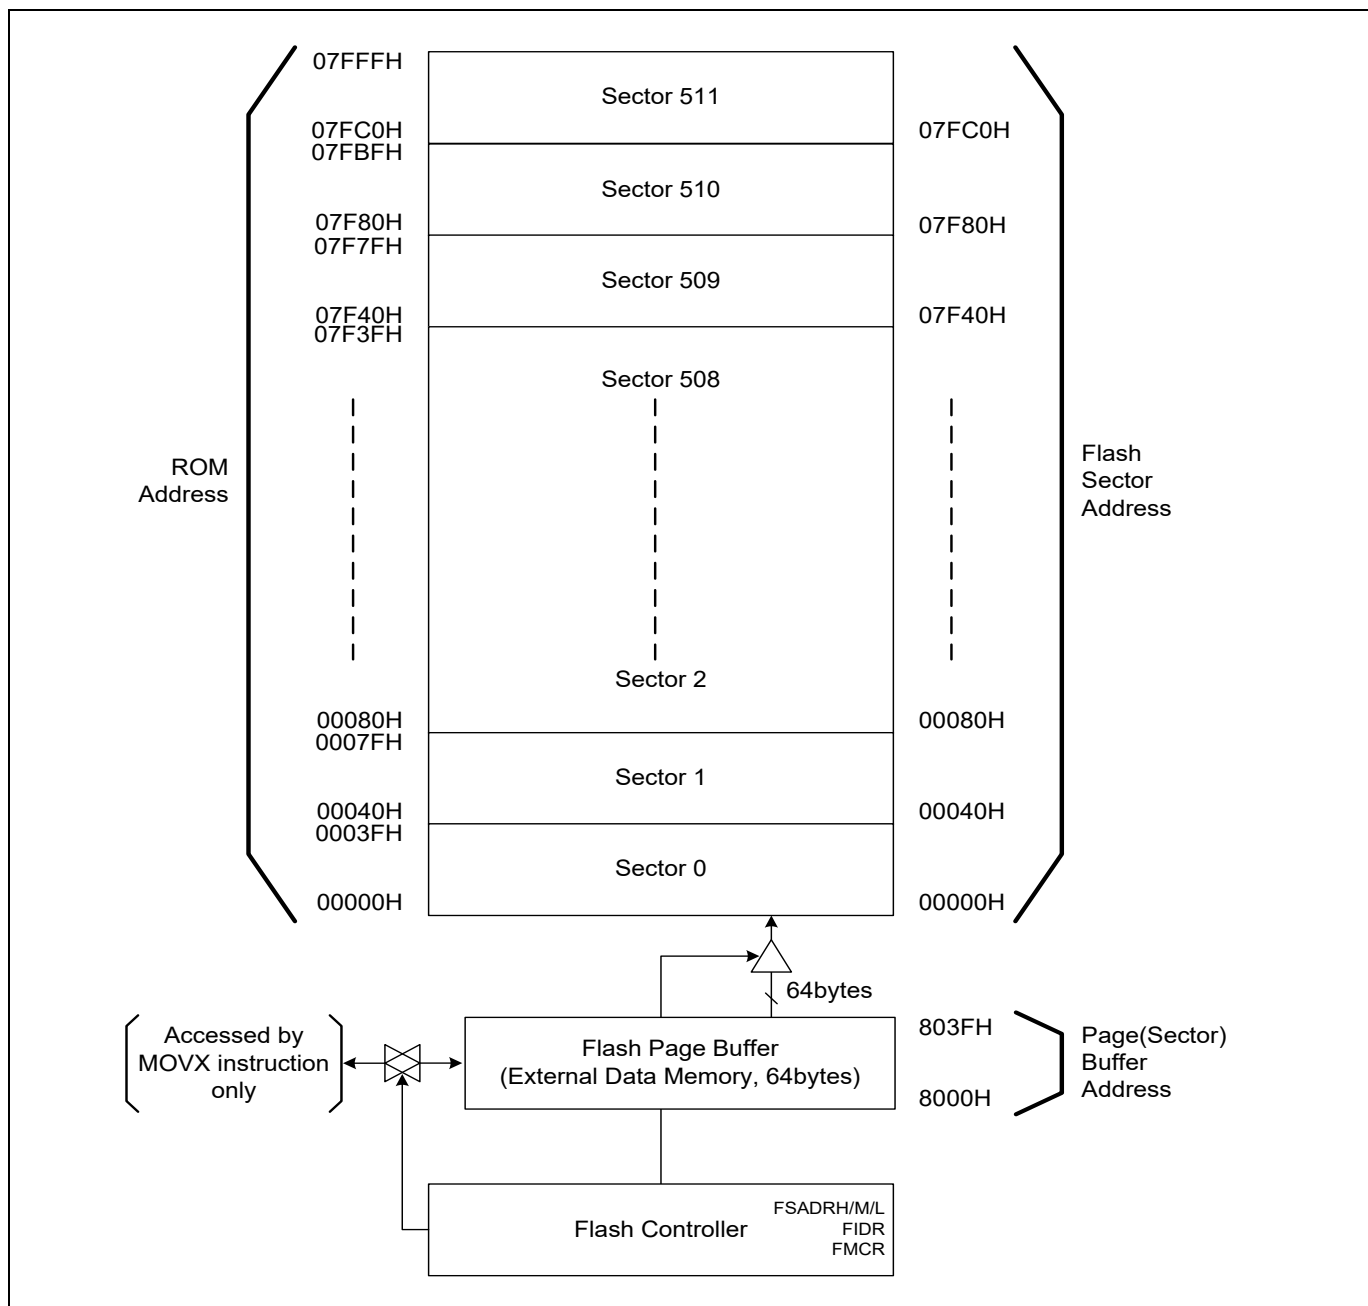 07FFFH
Sector 511
07FC0H
07FC0H
07FBFH
Sector 510
07F80H
07F80H
07F7FH
Sector 509
07F40H
07F40H
07F3FH
Sector 508
ROM
Address
Flash
Sector
Address
Sector 2
00080H
00080H
0007FH
Sector 1
00040H
00040H
0003FH
Sector 0
00000H
00000H
64bytes
Accessed by
MOVX instruction
only
Flash Page Buffer
(External Data Memory, 64bytes)
803FH
8000H
Page(Sector)
Buffer
Address
Flash Controller
FSADRH/M/L
FIDR
FMCR